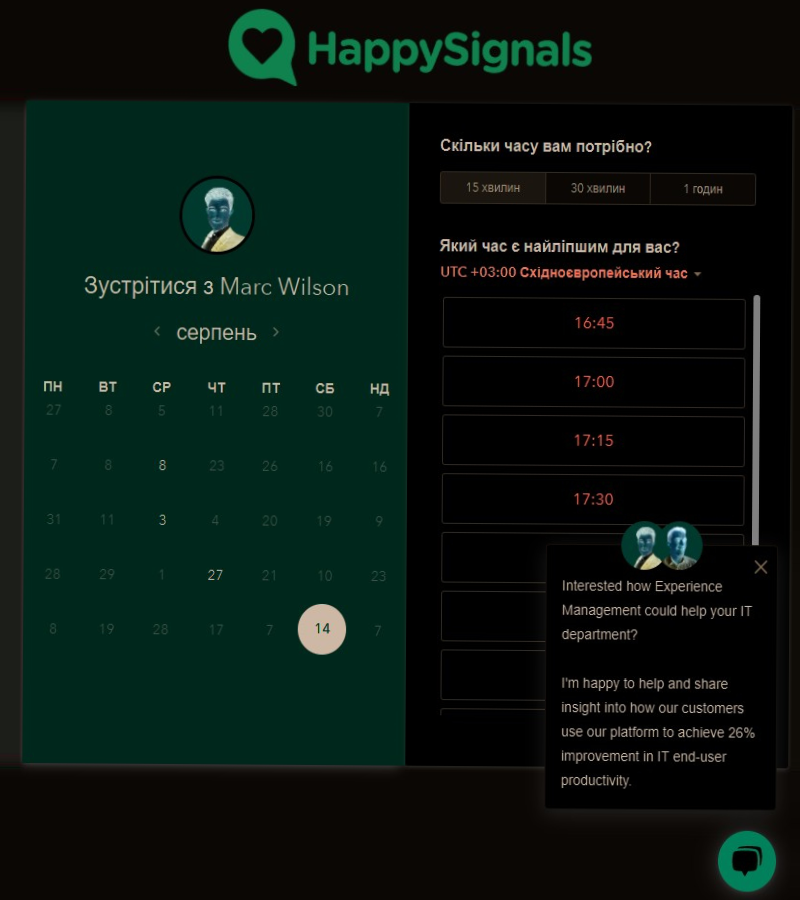 HappySignals
Зустрітися з Marc Wilson
серпень
ПН ВТ СР ЧТ ПТ СБ НД
27 8 5 11 28 30 7
7 8 8 23 26 16 16
31 11 3 4 20 19 9
28 29 1 27 21 10 23
8 19 28 17 7 14 7
Скільки часу вам потрібно?
15 хвилин 30 хвилин 1 годин
Який час є найліпшим для вас?
UTC +03:00 Східноєвропейський час
16:45
17:00
17:15
17:30
Interested how Experience
Management could help your IT
department?
I'm happy to help and share
insight into how our customers
use our platform to achieve 26%
improvement in IT end-user
productivity.